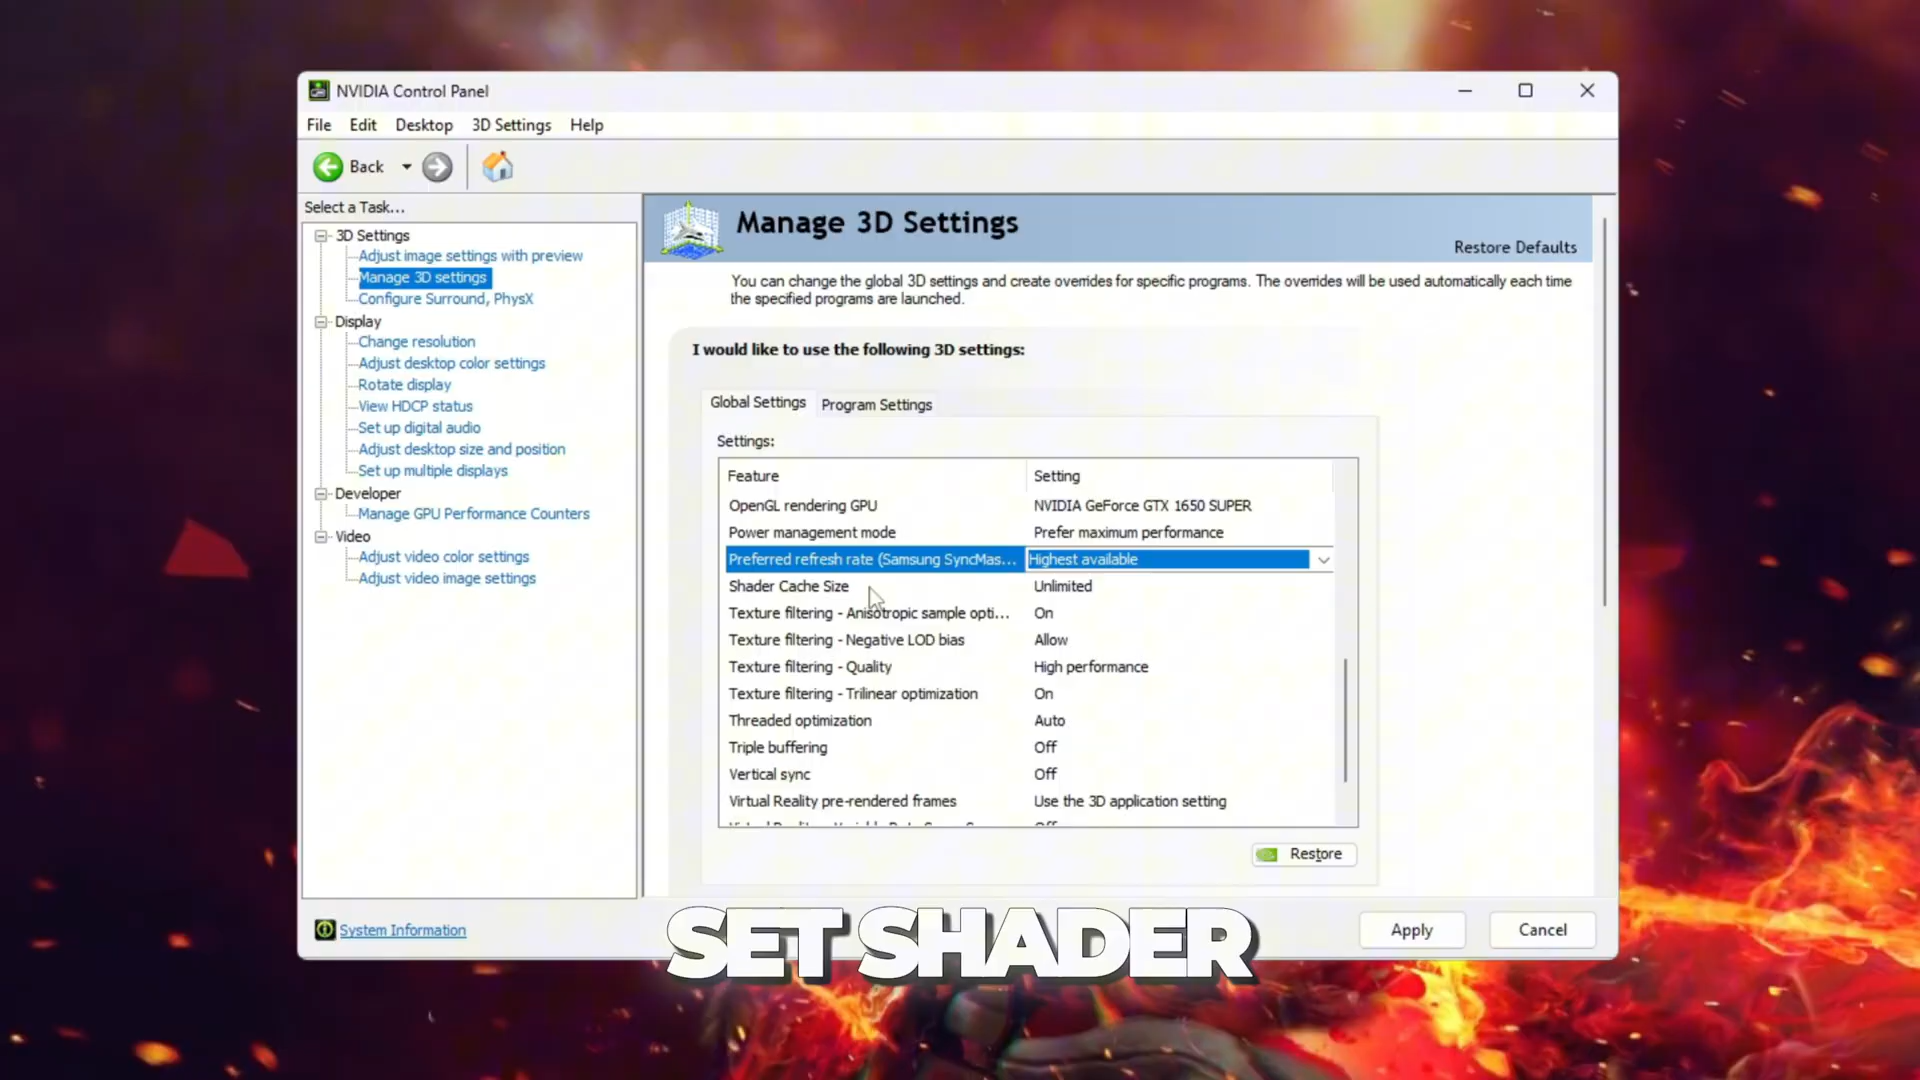 NVIDIA Control Panel
File Edit Desktop 3D Settings Help
Back
Select a Task...
3D Settings
Adjust image settings with preview
Manage 3D settings
Configure Surround, PhysX
Display
Change resolution
Adjust desktop color settings
Rotate display
View HDCP status
Set up digital audio
Adjust desktop size and position
Set up multiple displays
Developer
Manage GPU Performance Counters
Video
Adjust video color settings
Adjust video image settings
System Information
Manage 3D Settings
Restore Defaults
You can change the global 3D settings and create overrides for specific programs. The overrides will be used automatically each time
the specified programs are launched.
I would like to use the following 3D settings:
Global Settings Program Settings
Settings:
Feature Setting
OpenGL rendering GPU NVIDIA GeForce GTX 1650 SUPER
Power management mode Prefer maximum performance
Preferred refresh rate (Samsung SyncMas... Highest available
Shader Cache Size Unlimited
Texture filtering - Anisotropic sample opti... On
Texture filtering - Negative LOD bias Allow
Texture filtering - Quality High performance
Texture filtering - Trilinear optimization On
Threaded optimization Auto
Triple buffering Off
Vertical sync Off
Virtual Reality pre-rendered frames Use the 3D application setting
Restore
SET SHADER
Apply Cancel